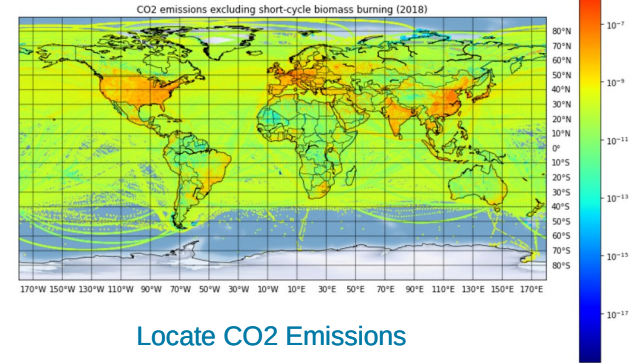 CO2 emissions excluding short-cycle biomass burning (2018)
80°N
70°N
60°N
50°N
40°N
30°N
20°N
10°N
0°
10°S
20°S
30°S
40°S
50°S
60°S
70°S
80°S
170°W 150°W 130°W 110°W 90°W 70°W 50°W 30°W 10°W 10°E 30°E 50°E 70°E 90°E 110°E 130°E 150°E 170°E
10⁻⁷
10⁻⁹
10⁻¹¹
10⁻¹³
10⁻¹⁵
10⁻¹⁷
Locate CO2 Emissions